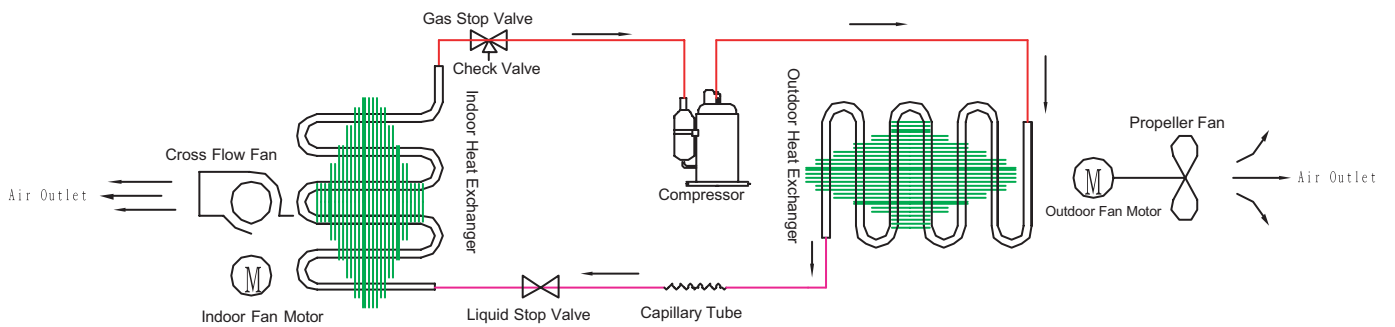 Gas Stop Valve
Check Valve
Indoor Heat Exchanger
Outdoor Heat Exchanger
Propeller Fan
Cross Flow Fan
Air Outlet
M
Compressor
M
Outdoor Fan Motor
Air Outlet
Indoor Fan Motor
Liquid Stop Valve
Capillary Tube